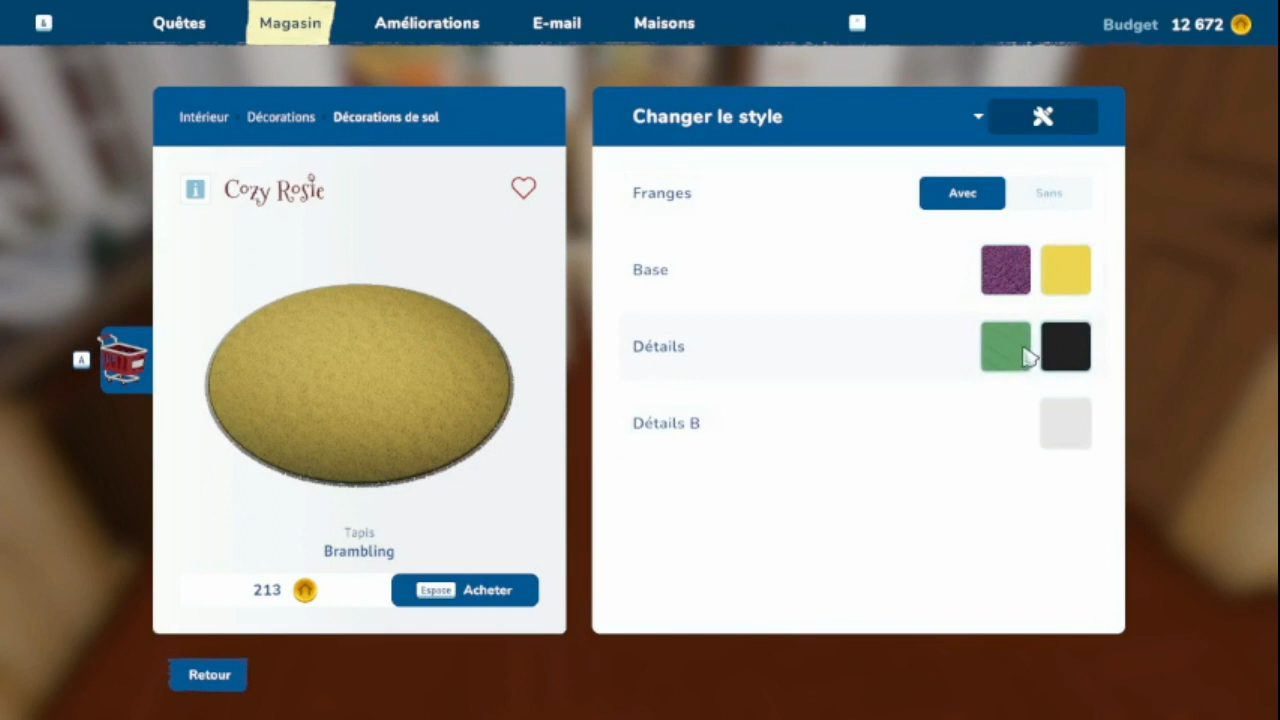 & Quêtes Magasin Améliorations E-mail Maisons Budget 12 672
Intérieur Décorations Décorations de sol
i Cozy Rosie
A
Tapis
Brambling
213 Espace Acheter
Retour
Changer le style
Franges Avec Sans
Base
Détails
Détails B